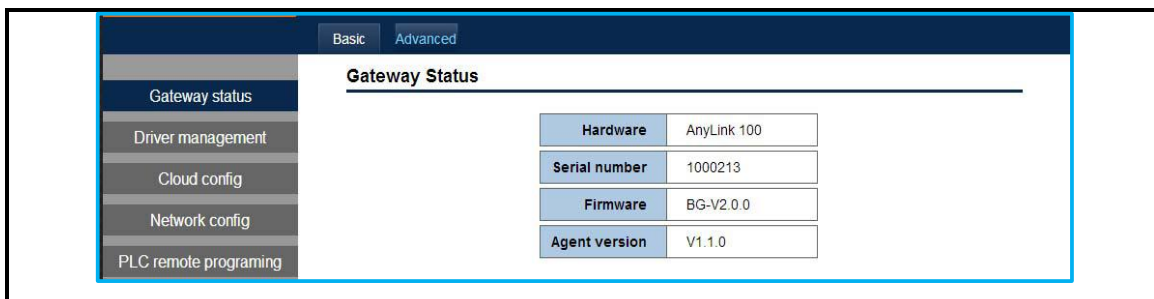 Basic Advanced
Gateway Status
Gateway status
Driver management
Cloud config
Network config
PLC remote programing
Hardware AnyLink 100
Serial number 1000213
Firmware BG-V2.0.0
Agent version V1.1.0